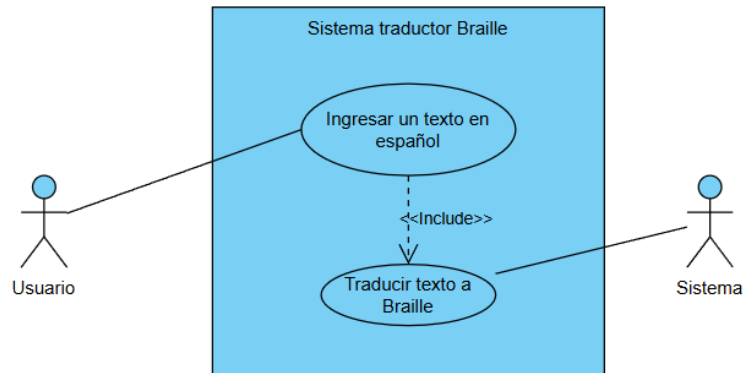 Sistema traductor Braille
Ingresar un texto en
español
<<Include>>
Traducir texto a
Braille
Usuario
Sistema